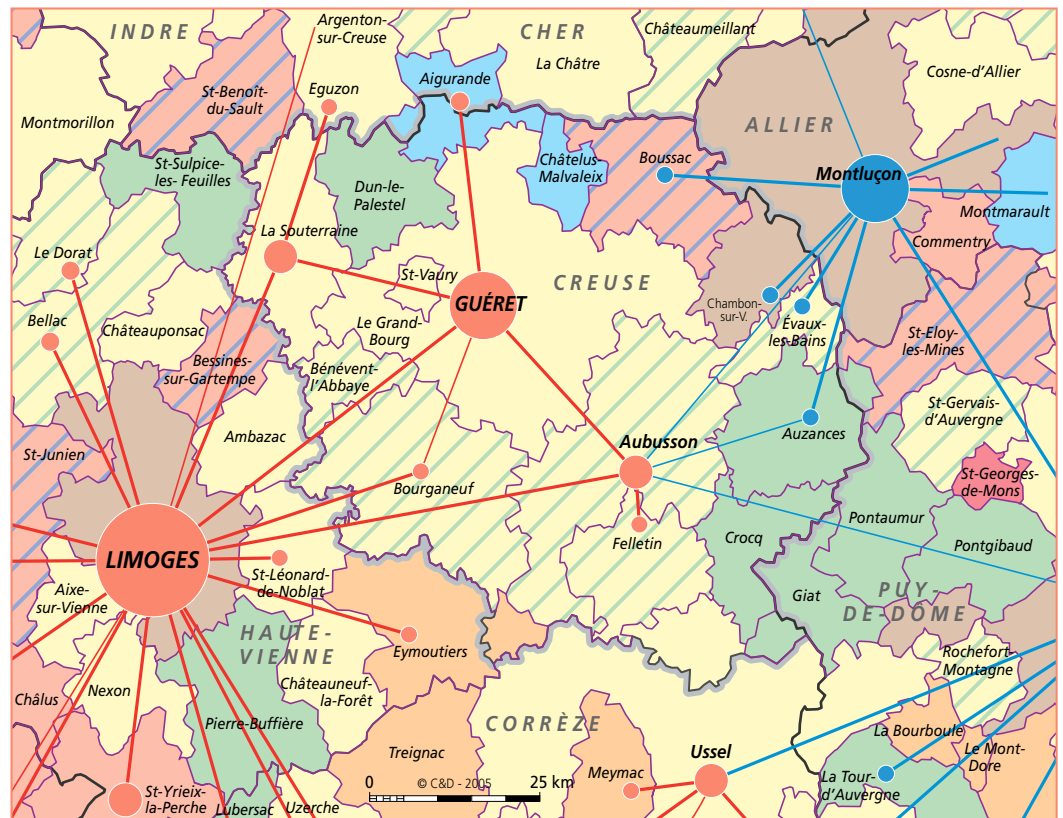 INDRE
Argenton-
sur-Creuse
CHER
Châteaumeillant
La Châtre
Cosne-d’Allier
Aigurande
Eguzon
St-Benoît-
du-Sault
Montmorillon
ALLIER
St-Sulpice-
les- Feuilles
Dun-le-
Palestel
Châtelus-
Malvaleix
Boussac
Montluçon
Montmarault
La Souterraine
Commentry
Le Dorat
St-Vaury
CREUSE
GUÉRET
Chambon-
sur-V.
Bellac
Châteauponsac
Le Grand-
Bourg
Évaux-
les-Bains
St-Eloy-
les-Mines
Bessines-
sur-Gartempe
Bénévent-
l’Abbaye
St-Gervais-
d’Auvergne
Ambazac
Aubusson
Auzances
St-Junien
Bourganeuf
St-Georges-
de-Mons
Pontaumur
Felletin
Crocq
Pontgibaud
LIMOGES
St-Léonard-
de-Noblat
Aixe-
sur-Vienne
Giat
PUY-
DE-DÔME
HAUTE-
VIENNE
Eymoutiers
Rochefort-
Montagne
Châlus
Nexon
Châteauneuf-
la-Forêt
Pierre-Buffière
CORRÈZE
La Bourboule
Treignac
Ussel
Le Mont-
Dore
Meymac
La Tour-
d’Auvergne
0
© C&D - 2005
25 km
St-Yrieix-
la-Perche
Lubersac
Uzerche